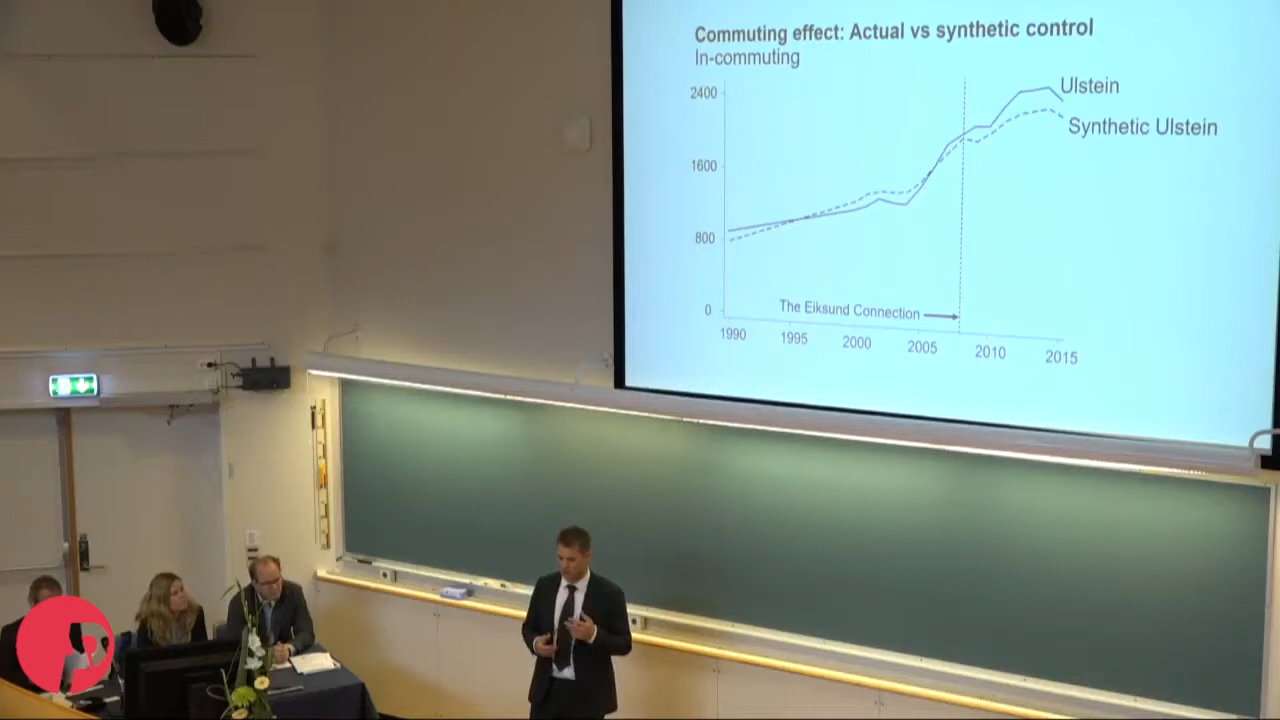 Commuting effect: Actual vs synthetic control
In-commuting
2400
Ulstein
Synthetic Ulstein
1600
800
0
The Eiksund Connection
1990 1995 2000 2005 2010 2015